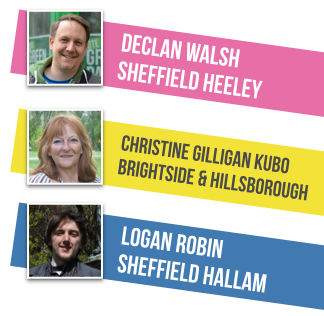 DECLAN WALSH
SHEFFIELD HEELEY
CHRISTINE GILLIGAN KUBO
BRIGHTSIDE & HILLSBOROUGH
LOGAN ROBIN
SHEFFIELD HALLAM